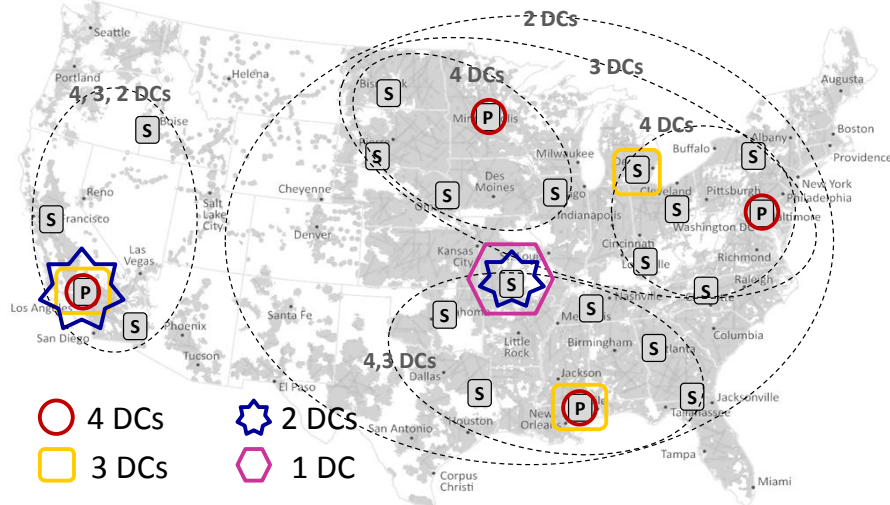 2 DCs
Seattle
3 DCs
Portland
Helena
4 DCs
Augusta
4, 3, 2 DCs
S
P
4 DCs
Boise
S
Albany
Boston
Buffalo
S
Milwaukee
S
S
Providence
Des
Moines
Cleveland
Pittsburgh
New York
Philadelphia
Reno
Cheyenne
S
S
S
P
Salt
Lake
City
Indianapolis
S
Francisco
Washington DC
Denver
Las
Vegas
Kansas
City
Cincinnati
Richmond
S
Raleigh
P
S
S
Los Angeles
Santa Fe
S
S
Nashville
S
Phoenix
San Diego
Little
Rock
Birmingham
S
Atlanta
Columbia
Tucson
4,3 DCs
Dallas
Jackson
El Paso
S
P
S
Jacksonville
New
Orleans
Tallahassee
Houston
4 DCs
2 DCs
San Antonio
Tampa
3 DCs
1 DC
Corpus
Christi
Miami